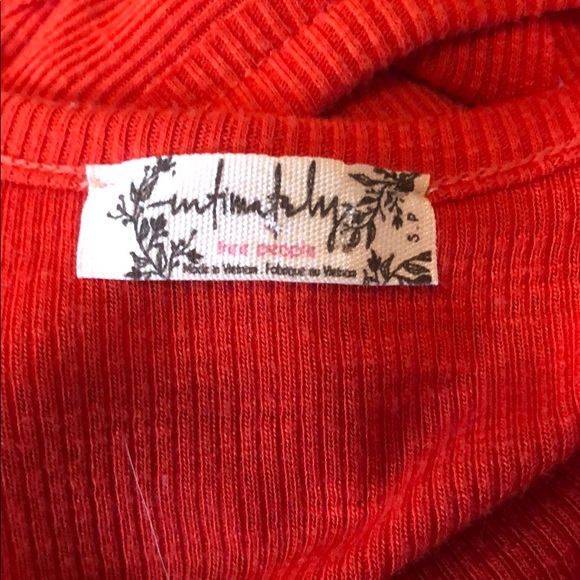 intimately
free people
Made in Vietnam . Fabriqué au Vietnam
S.P